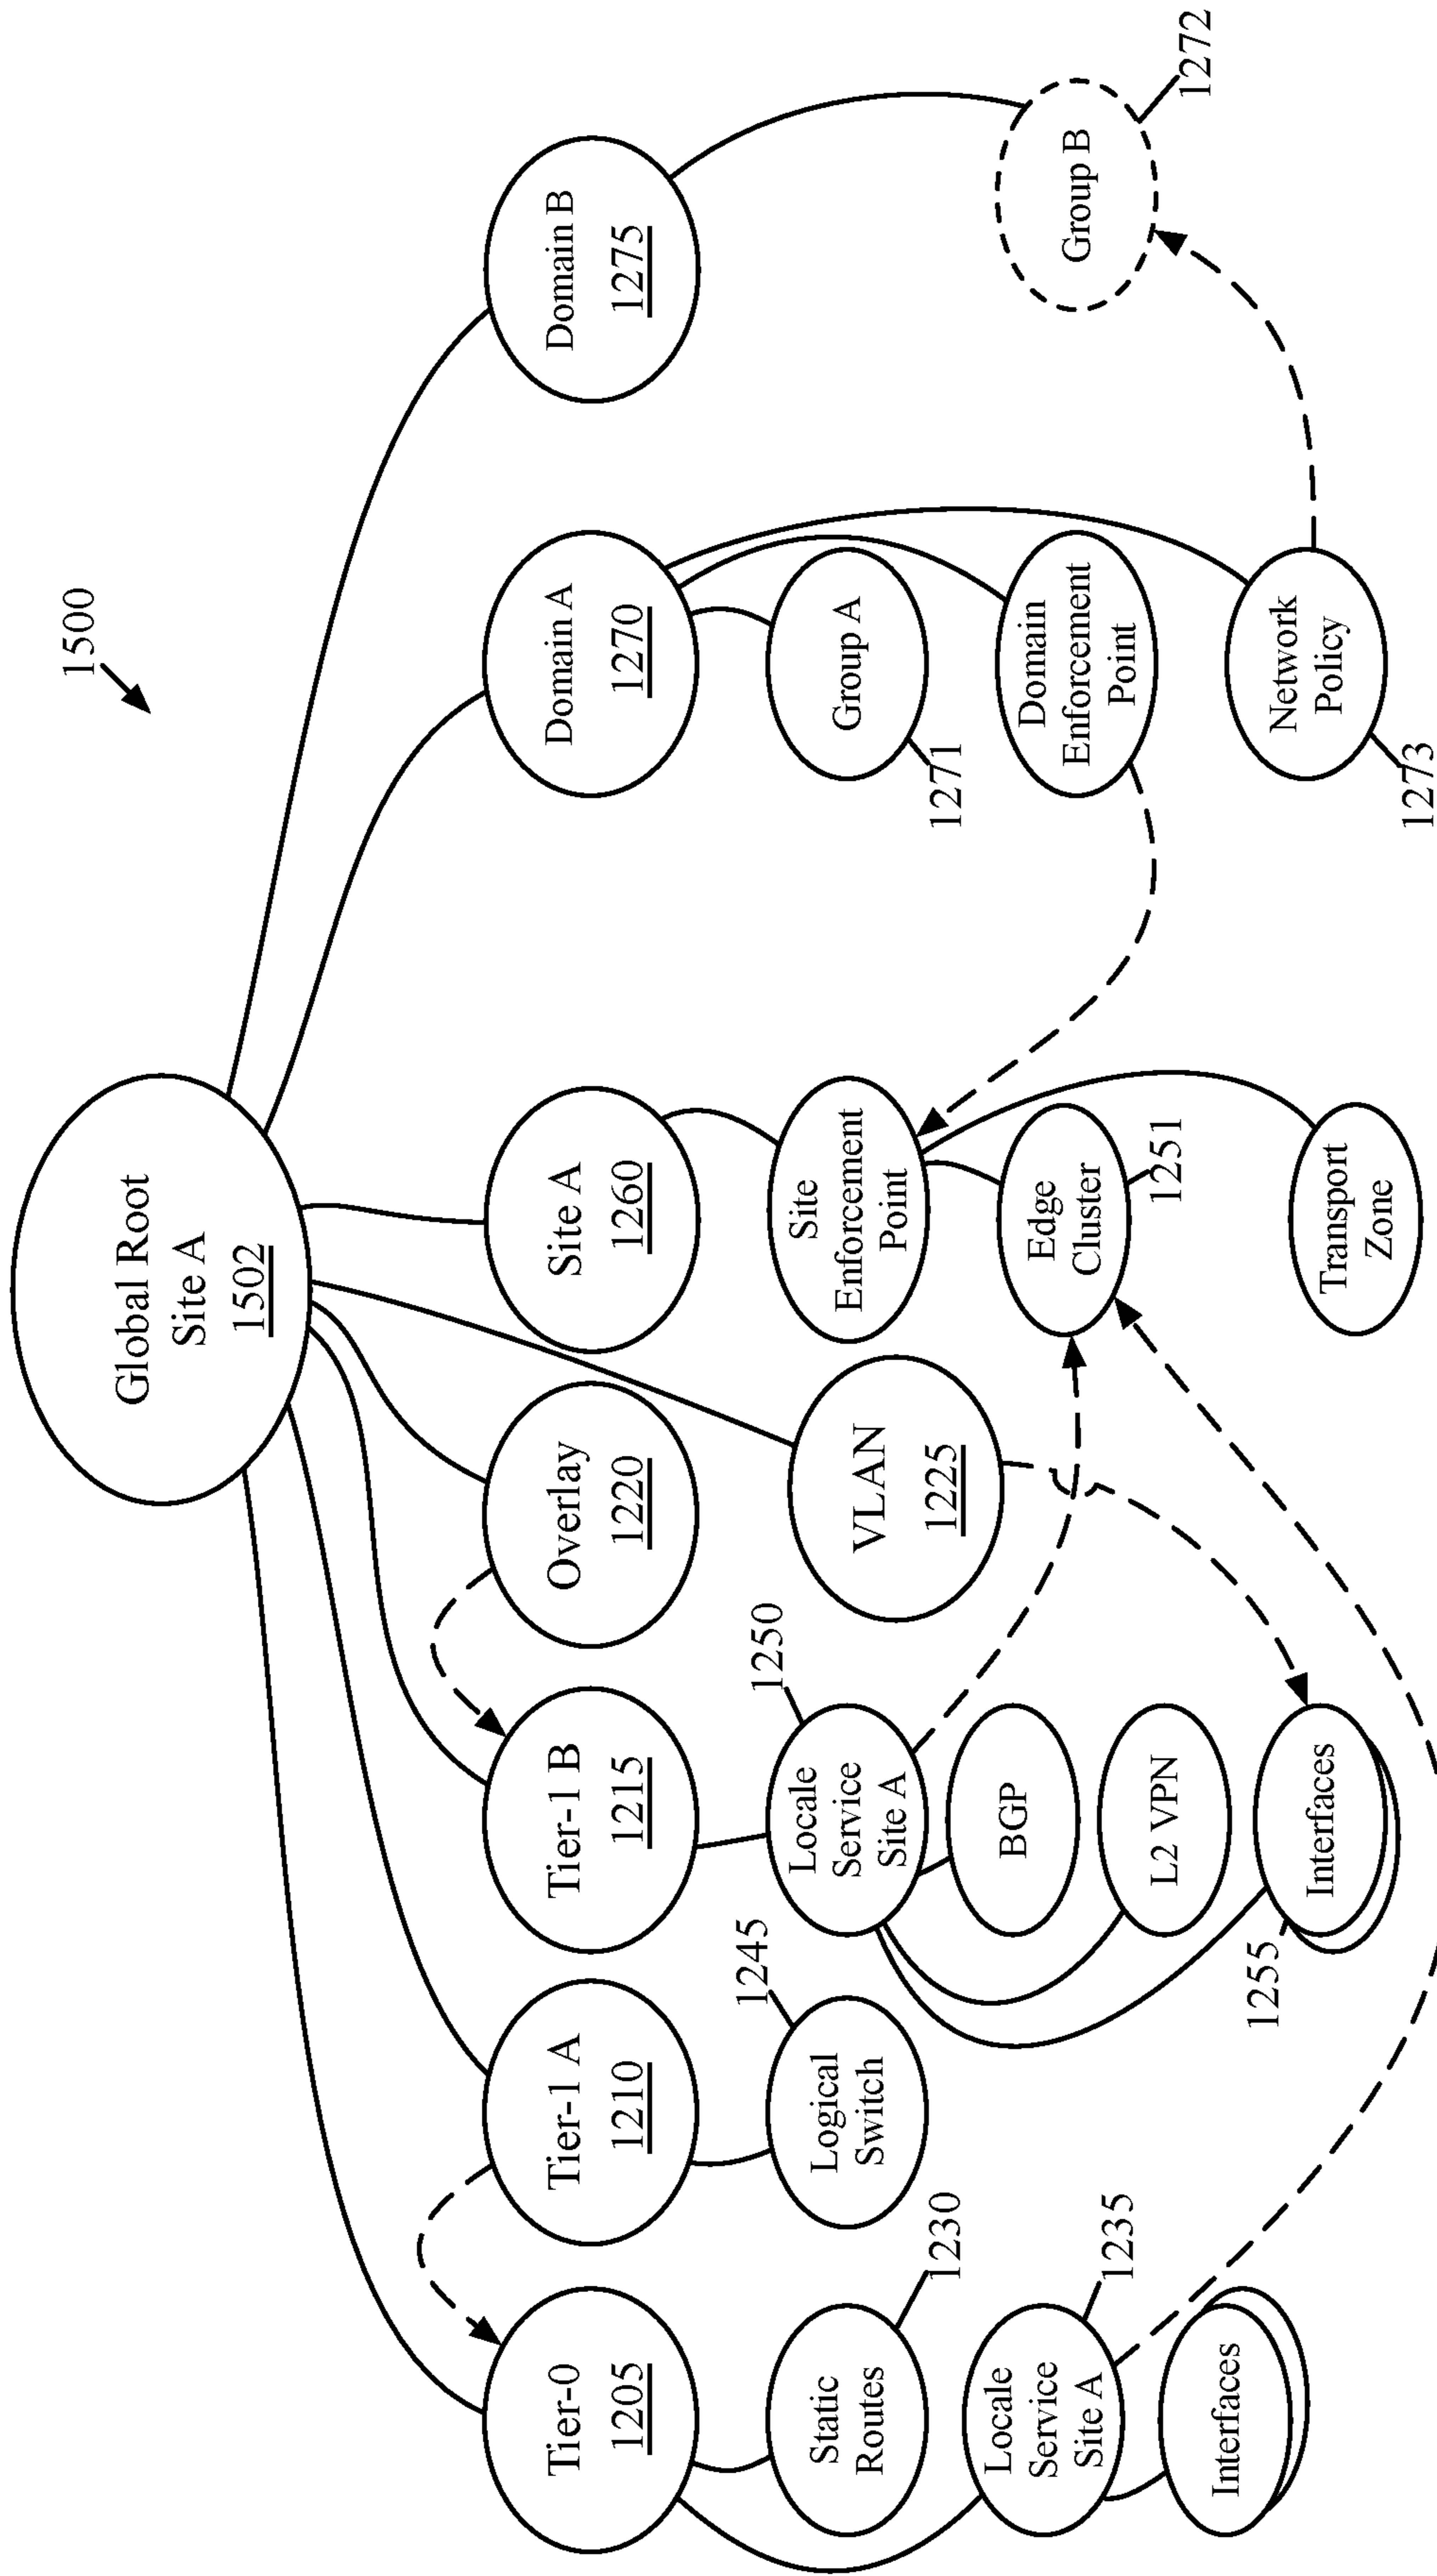 1500
Global Root
Site A
1502
Tier-0
1205
Tier-1 A
1210
Tier-1 B
1215
Overlay
1220
Site A
1260
Domain A
1270
Domain B
1275
Static
Routes
1230
Locale
Service
Site A
1235
Interfaces
Logical
Switch
1245
Locale
Service
Site A
1250
BGP
L2 VPN
Interfaces
1255
VLAN
1225
Site
Enforcement
Point
Edge
Cluster
1251
Transport
Zone
Group A
1271
Domain
Enforcement
Point
Network
Policy
1273
Group B
1272